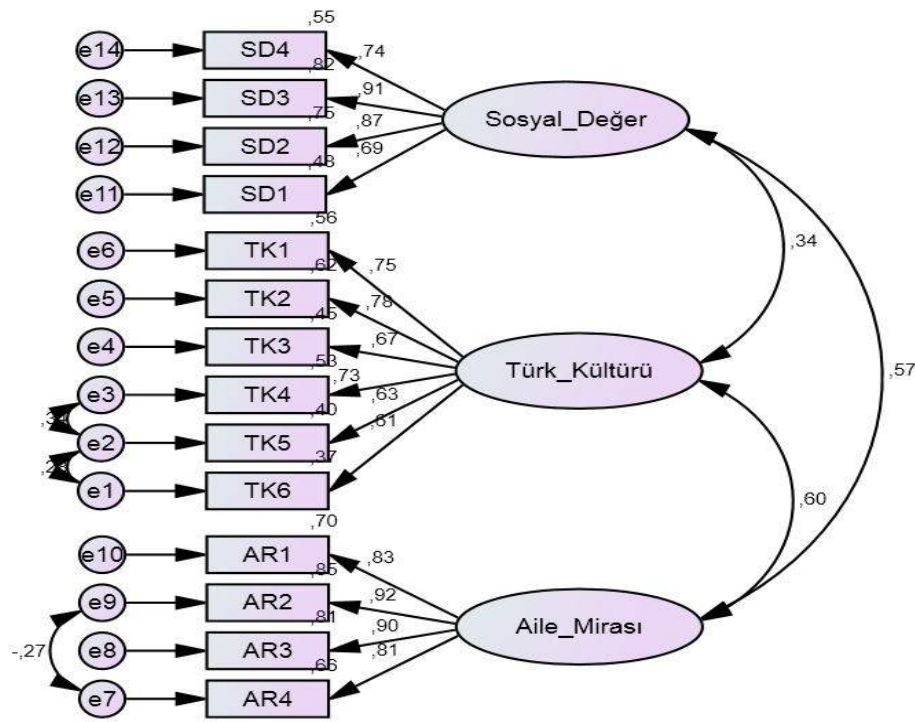 ,55
e14 SD4 ,74
,82
e13 SD3 ,91
,75
e12 SD2 ,87
,48 ,69
e11 SD1
Sosyal_Değer
,34
,57
,56
e6 TK1 ,75
,62
e5 TK2 ,78
,45
e4 TK3 ,67
,53
e3 TK4 ,73 ,63
,40
e2 TK5 ,61
,37
e1 TK6
Türk_Kültürü
,60
,70
e10 AR1 ,83
,85
e9 AR2 ,92
,81
e8 AR3 ,90
,66 ,81
e7 AR4
-,27
Aile_Mirası